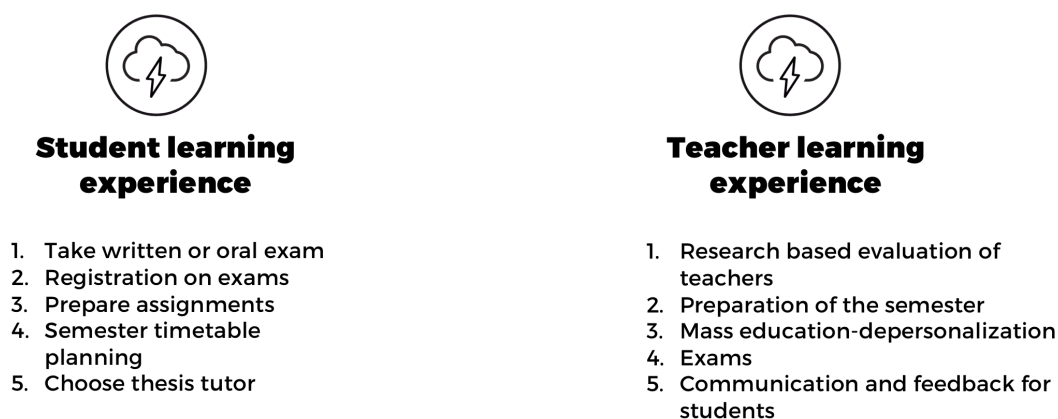 Student learning
experience
1. Take written or oral exam
2. Registration on exams
3. Prepare assignments
4. Semester timetable
planning
5. Choose thesis tutor
Teacher learning
experience
1. Research based evaluation of
teachers
2. Preparation of the semester
3. Mass education-depersonalization
4. Exams
5. Communication and feedback for
students